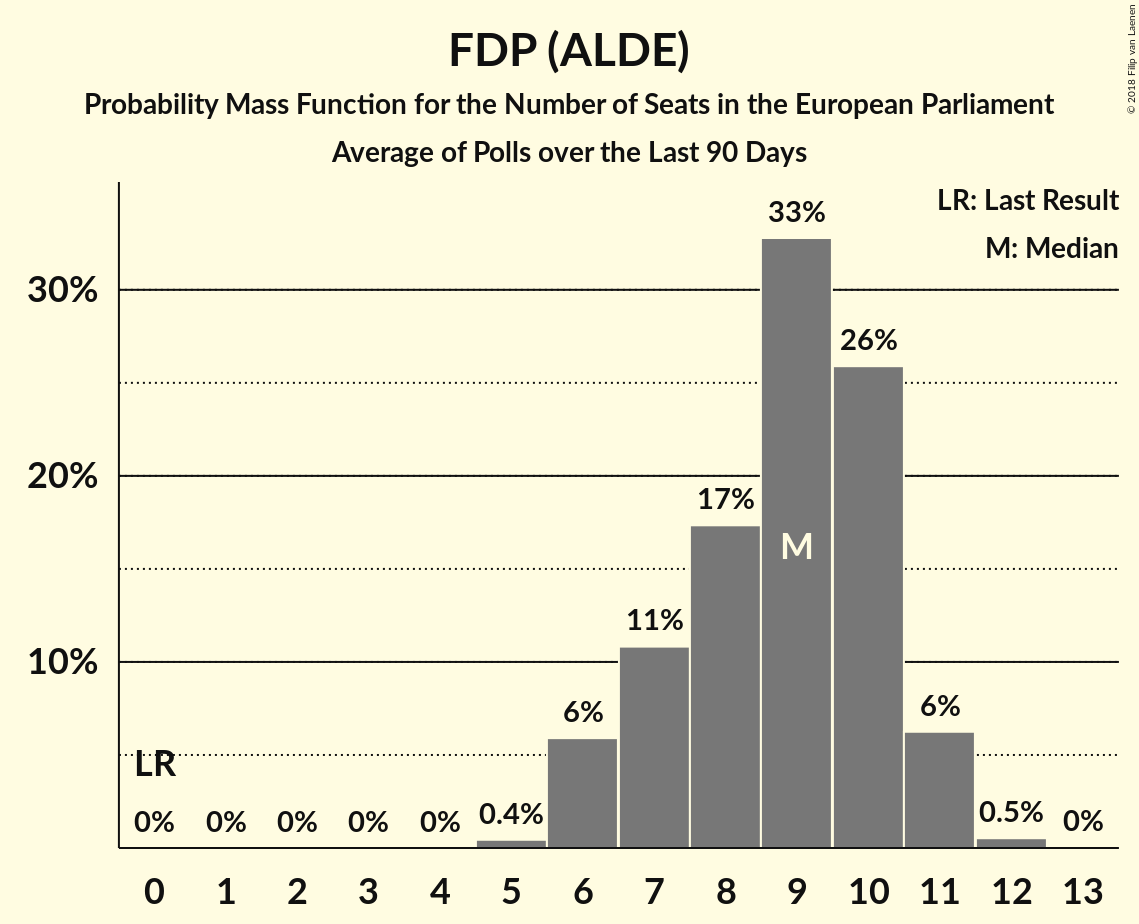 FDP (ALDE)
Probability Mass Function for the Number of Seats in the European Parliament
Average of Polls over the Last 90 Days
© 2018 Filip van Laenen
LR: Last Result
M: Median
30%
20%
10%
LR
0% 0% 0% 0% 0% 0.4% 6% 11% 17% 33% 26% 6% 0.5% 0%
M
0 1 2 3 4 5 6 7 8 9 10 11 12 13